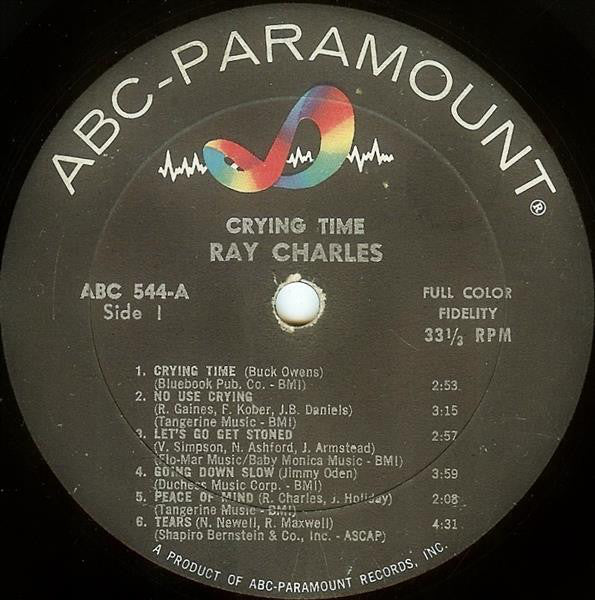 ABC-PARAMOUNT®
CRYING TIME
RAY CHARLES
ABC 544-A
Side 1
FULL COLOR
FIDELITY
33 1/3 RPM
1. CRYING TIME (Buck Owens)
(Bluebook Pub. Co. - BMI) 2:53
2. NO USE CRYING
(R. Gaines, F. Kober, J.B. Daniels) 3:15
(Tangerine Music - BMI)
3. LET'S GO GET STONED 2:57
(V. Simpson, N. Ashford, J. Armstead)
(Flo-Mar Music/Baby Monica Music - BMI)
4. GOING DOWN SLOW (Jimmy Oden) 3:59
(Duchess Music Corp. - BMI)
5. PEACE OF MIND (R. Charles, J. Holiday) 2:08
(Tangerine Music - BMI)
6. TEARS (N. Newell, R. Maxwell) 4:31
(Shapiro Bernstein & Co., Inc. - ASCAP)
A PRODUCT OF ABC-PARAMOUNT RECORDS, INC.